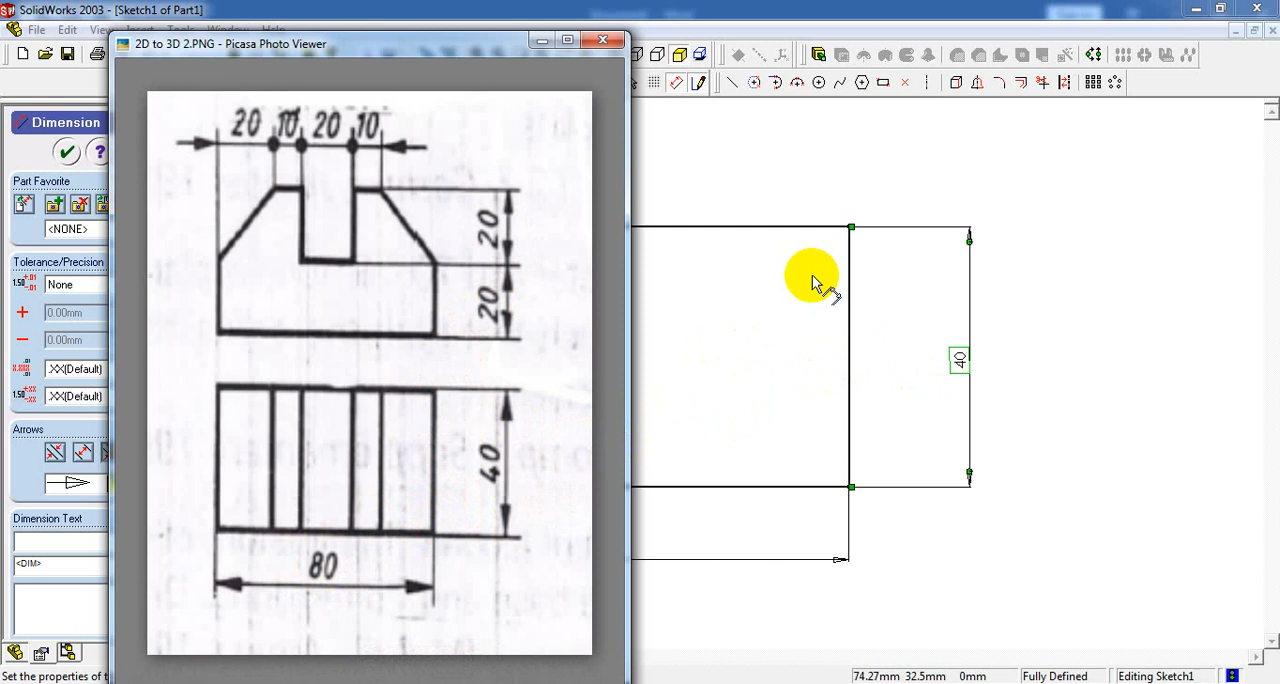 SolidWorks 2003 - [Sketch1 of Part1]
File Edit
2D to 3D 2.PNG - Picasa Photo Viewer
Dimension
?
Part Favorite
<NONE>
Tolerance/Precision
None
0.00mm
0.00mm
.XX(Default)
.XX(Default)
Arrows
Dimension Text
<DIM>
20 10 20 10
20
20
40
80
40
Set the properties of t
74.27mm 32.5mm 0mm Fully Defined Editing Sketch1